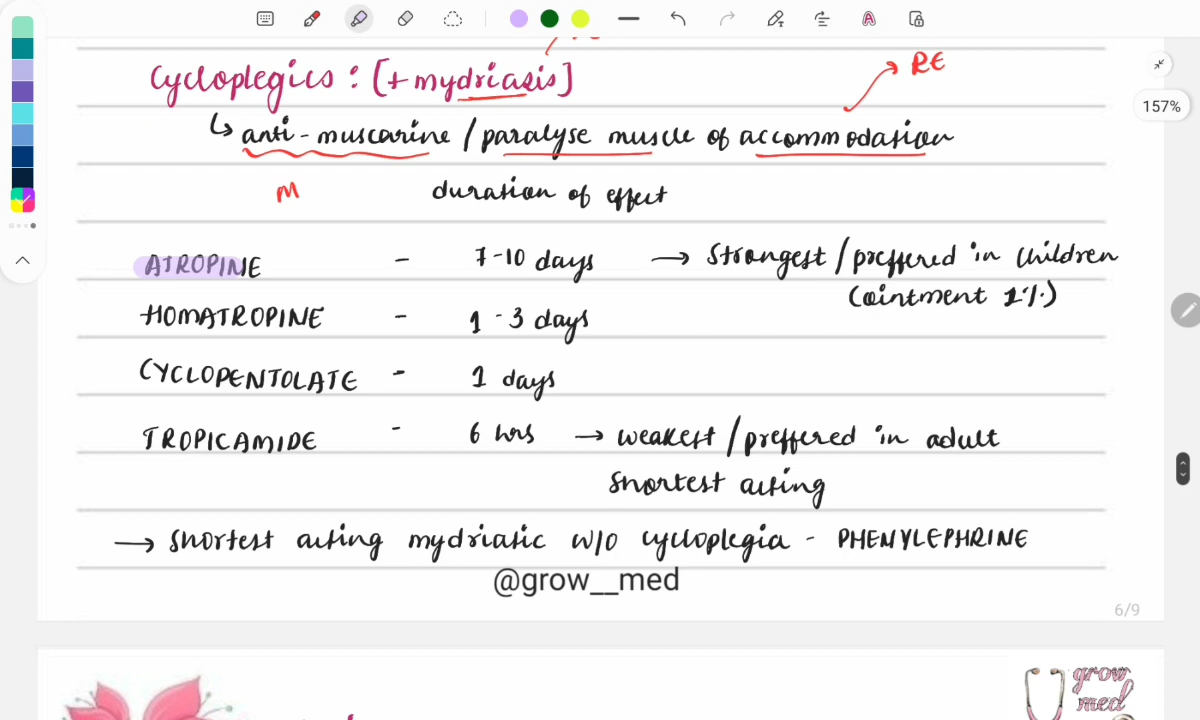 RE
Cycloplegics : [+ mydriasis]
↳ anti-muscarine / paralyse muscle of accommodation
M duration of effect
ATROPINE - 7-10 days → strongest / preffered in children
(ointment 1%)
HOMATROPINE - 1-3 days
CYCLOPENTOLATE - 1 days
TROPICAMIDE - 6 hrs → weakest / preffered in adult
shortest acting
→ shortest acting mydriatic w/o cycloplegia - PHENYLEPHRINE
@grow__med
6/9
157%
grow
med